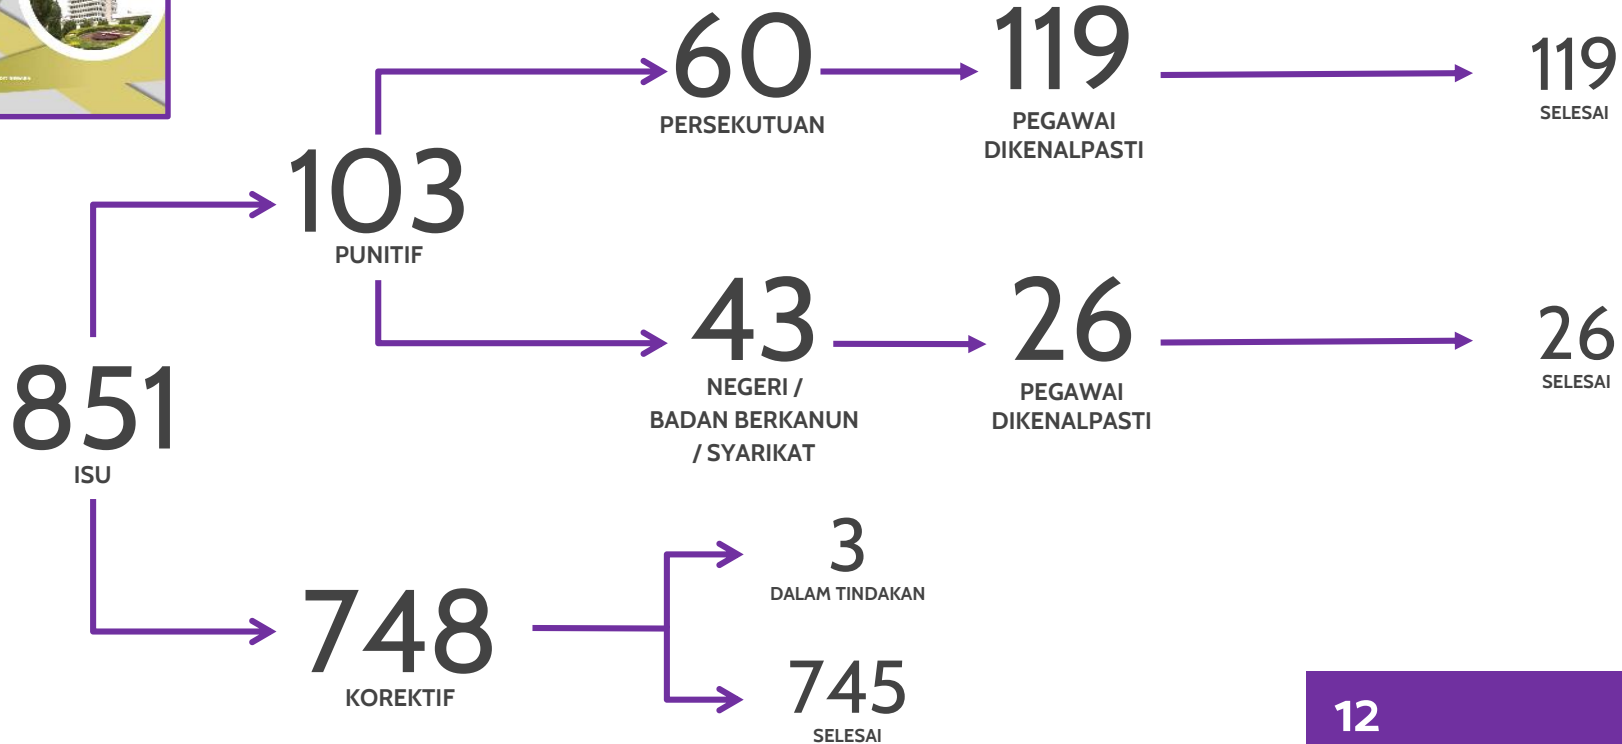 60
PERSEKUTUAN
119
PEGAWAI
DIKENALPASTI
119
SELESAI
103
PUNITIF
43
NEGERI /
BADAN BERKANUN
/ SYARIKAT
26
PEGAWAI
DIKENALPASTI
26
SELESAI
851
ISU
748
KOREKTIF
3
DALAM TINDAKAN
745
SELESAI
12